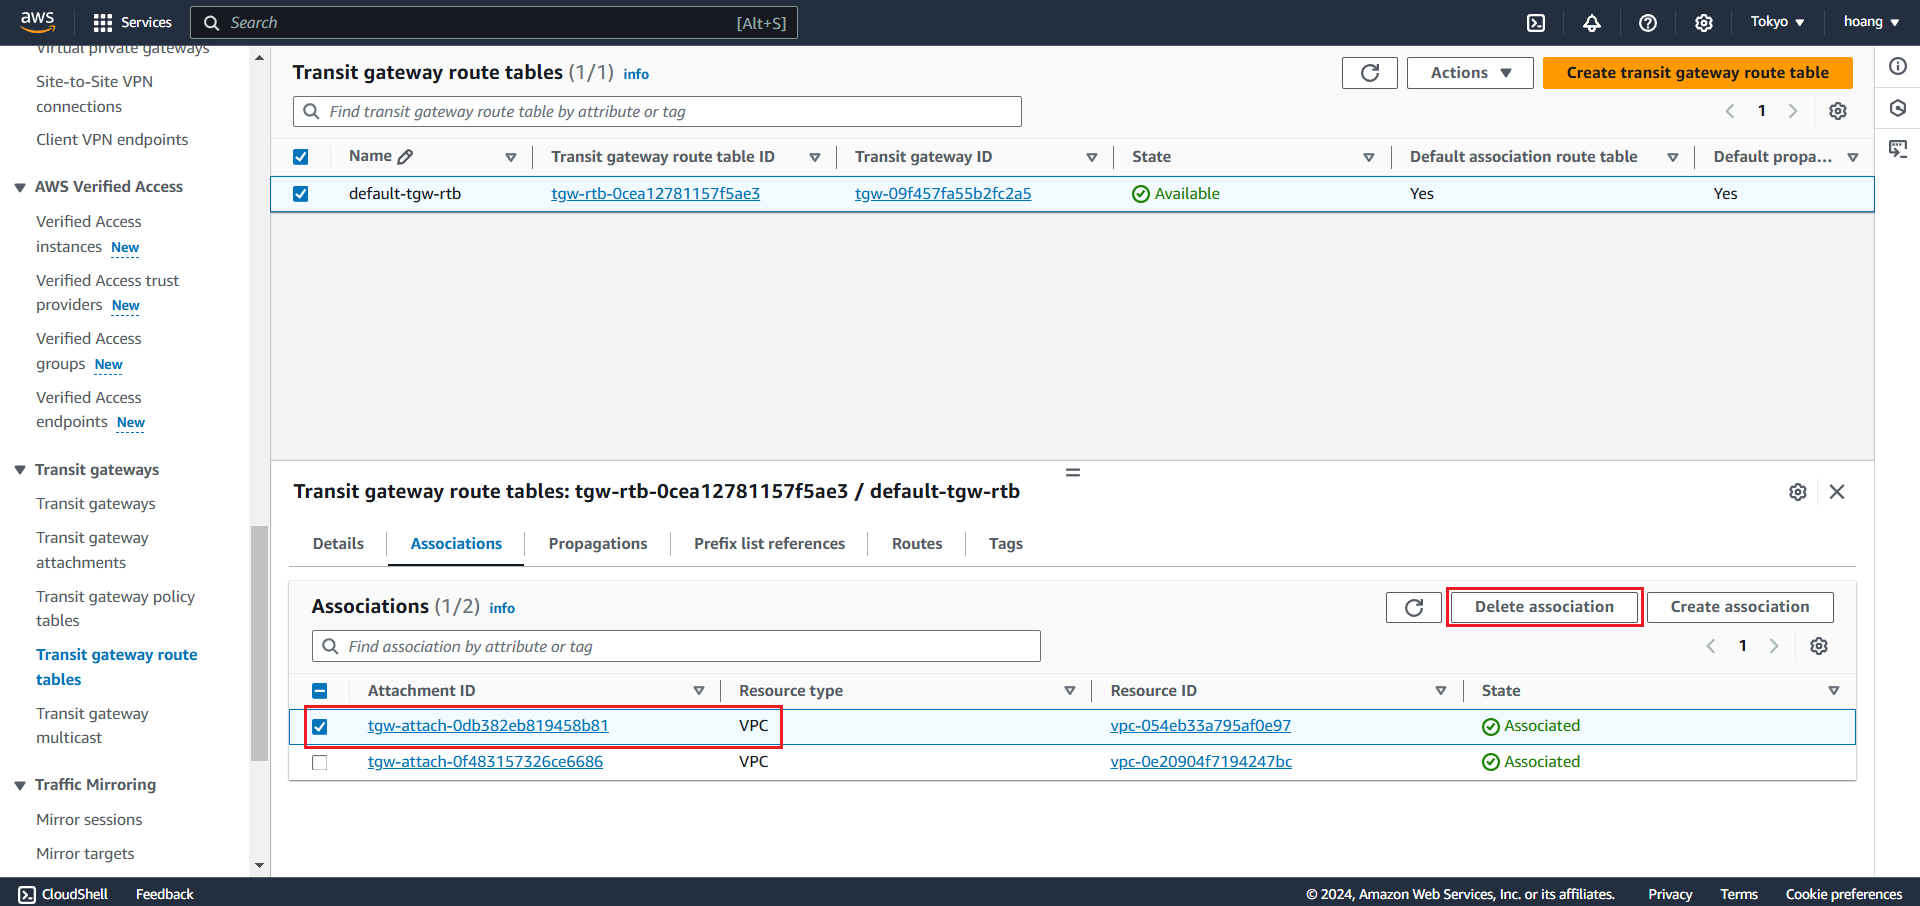 aws
Services
Search
[Alt+S]
Tokyo
hoang
Virtual private gateways
Site-to-Site VPN
connections
Client VPN endpoints
AWS Verified Access
Verified Access
instances New
Verified Access trust
providers New
Verified Access
groups New
Verified Access
endpoints New
Transit gateways
Transit gateways
Transit gateway
attachments
Transit gateway policy
tables
Transit gateway route
tables
Transit gateway
multicast
Traffic Mirroring
Mirror sessions
Mirror targets
Transit gateway route tables (1/1) info
Actions
Create transit gateway route table
Find transit gateway route table by attribute or tag
1
Name Transit gateway route table ID Transit gateway ID State Default association route table Default propa...
default-tgw-rtb tgw-rtb-0cea12781157f5ae3 tgw-09f457fa55b2fc2a5 Available Yes Yes
Transit gateway route tables: tgw-rtb-0cea12781157f5ae3 / default-tgw-rtb
Details Associations Propagations Prefix list references Routes Tags
Associations (1/2) info
Delete association
Create association
Find association by attribute or tag
1
Attachment ID Resource type Resource ID State
tgw-attach-0db382eb819458b81 VPC vpc-054eb33a795af0e97 Associated
tgw-attach-0f483157326ce6686 VPC vpc-0e20904f7194247bc Associated
CloudShell Feedback © 2024, Amazon Web Services, Inc. or its affiliates. Privacy Terms Cookie preferences